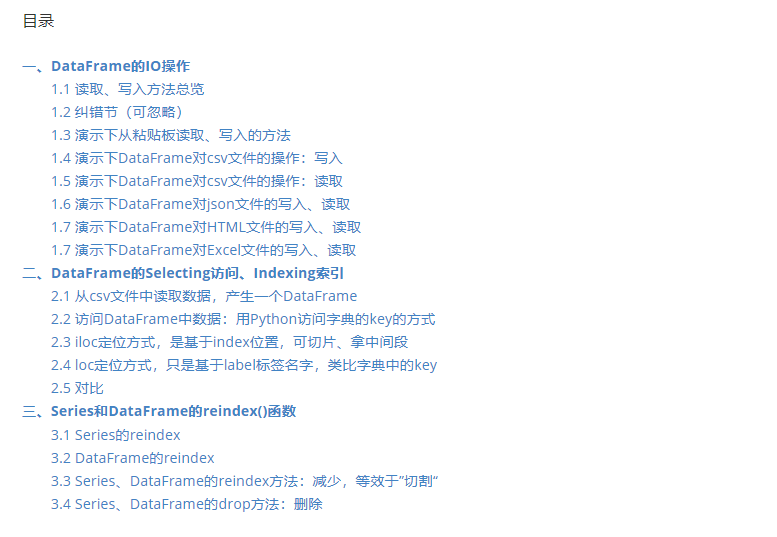 目录
一、DataFrame的IO操作
1.1 读取、写入方法总览
1.2 纠错节（可忽略）
1.3 演示下从粘贴板读取、写入的方法
1.4 演示下DataFrame对csv文件的操作：写入
1.5 演示下DataFrame对csv文件的操作：读取
1.6 演示下DataFrame对json文件的写入、读取
1.7 演示下DataFrame对HTML文件的写入、读取
1.7 演示下DataFrame对Excel文件的写入、读取
二、DataFrame的Selecting访问、Indexing索引
2.1 从csv文件中读取数据，产生一个DataFrame
2.2 访问DataFrame中数据：用Python访问字典的key的方式
2.3 iloc定位方式，是基于index位置，可切片、拿中间段
2.4 loc定位方式，只是基于label标签名字，类比字典中的key
2.5 对比
三、Series和DataFrame的reindex()函数
3.1 Series的reindex
3.2 DataFrame的reindex
3.3 Series、DataFrame的reindex方法：减少，等效于”切割“
3.4 Series、DataFrame的drop方法：删除